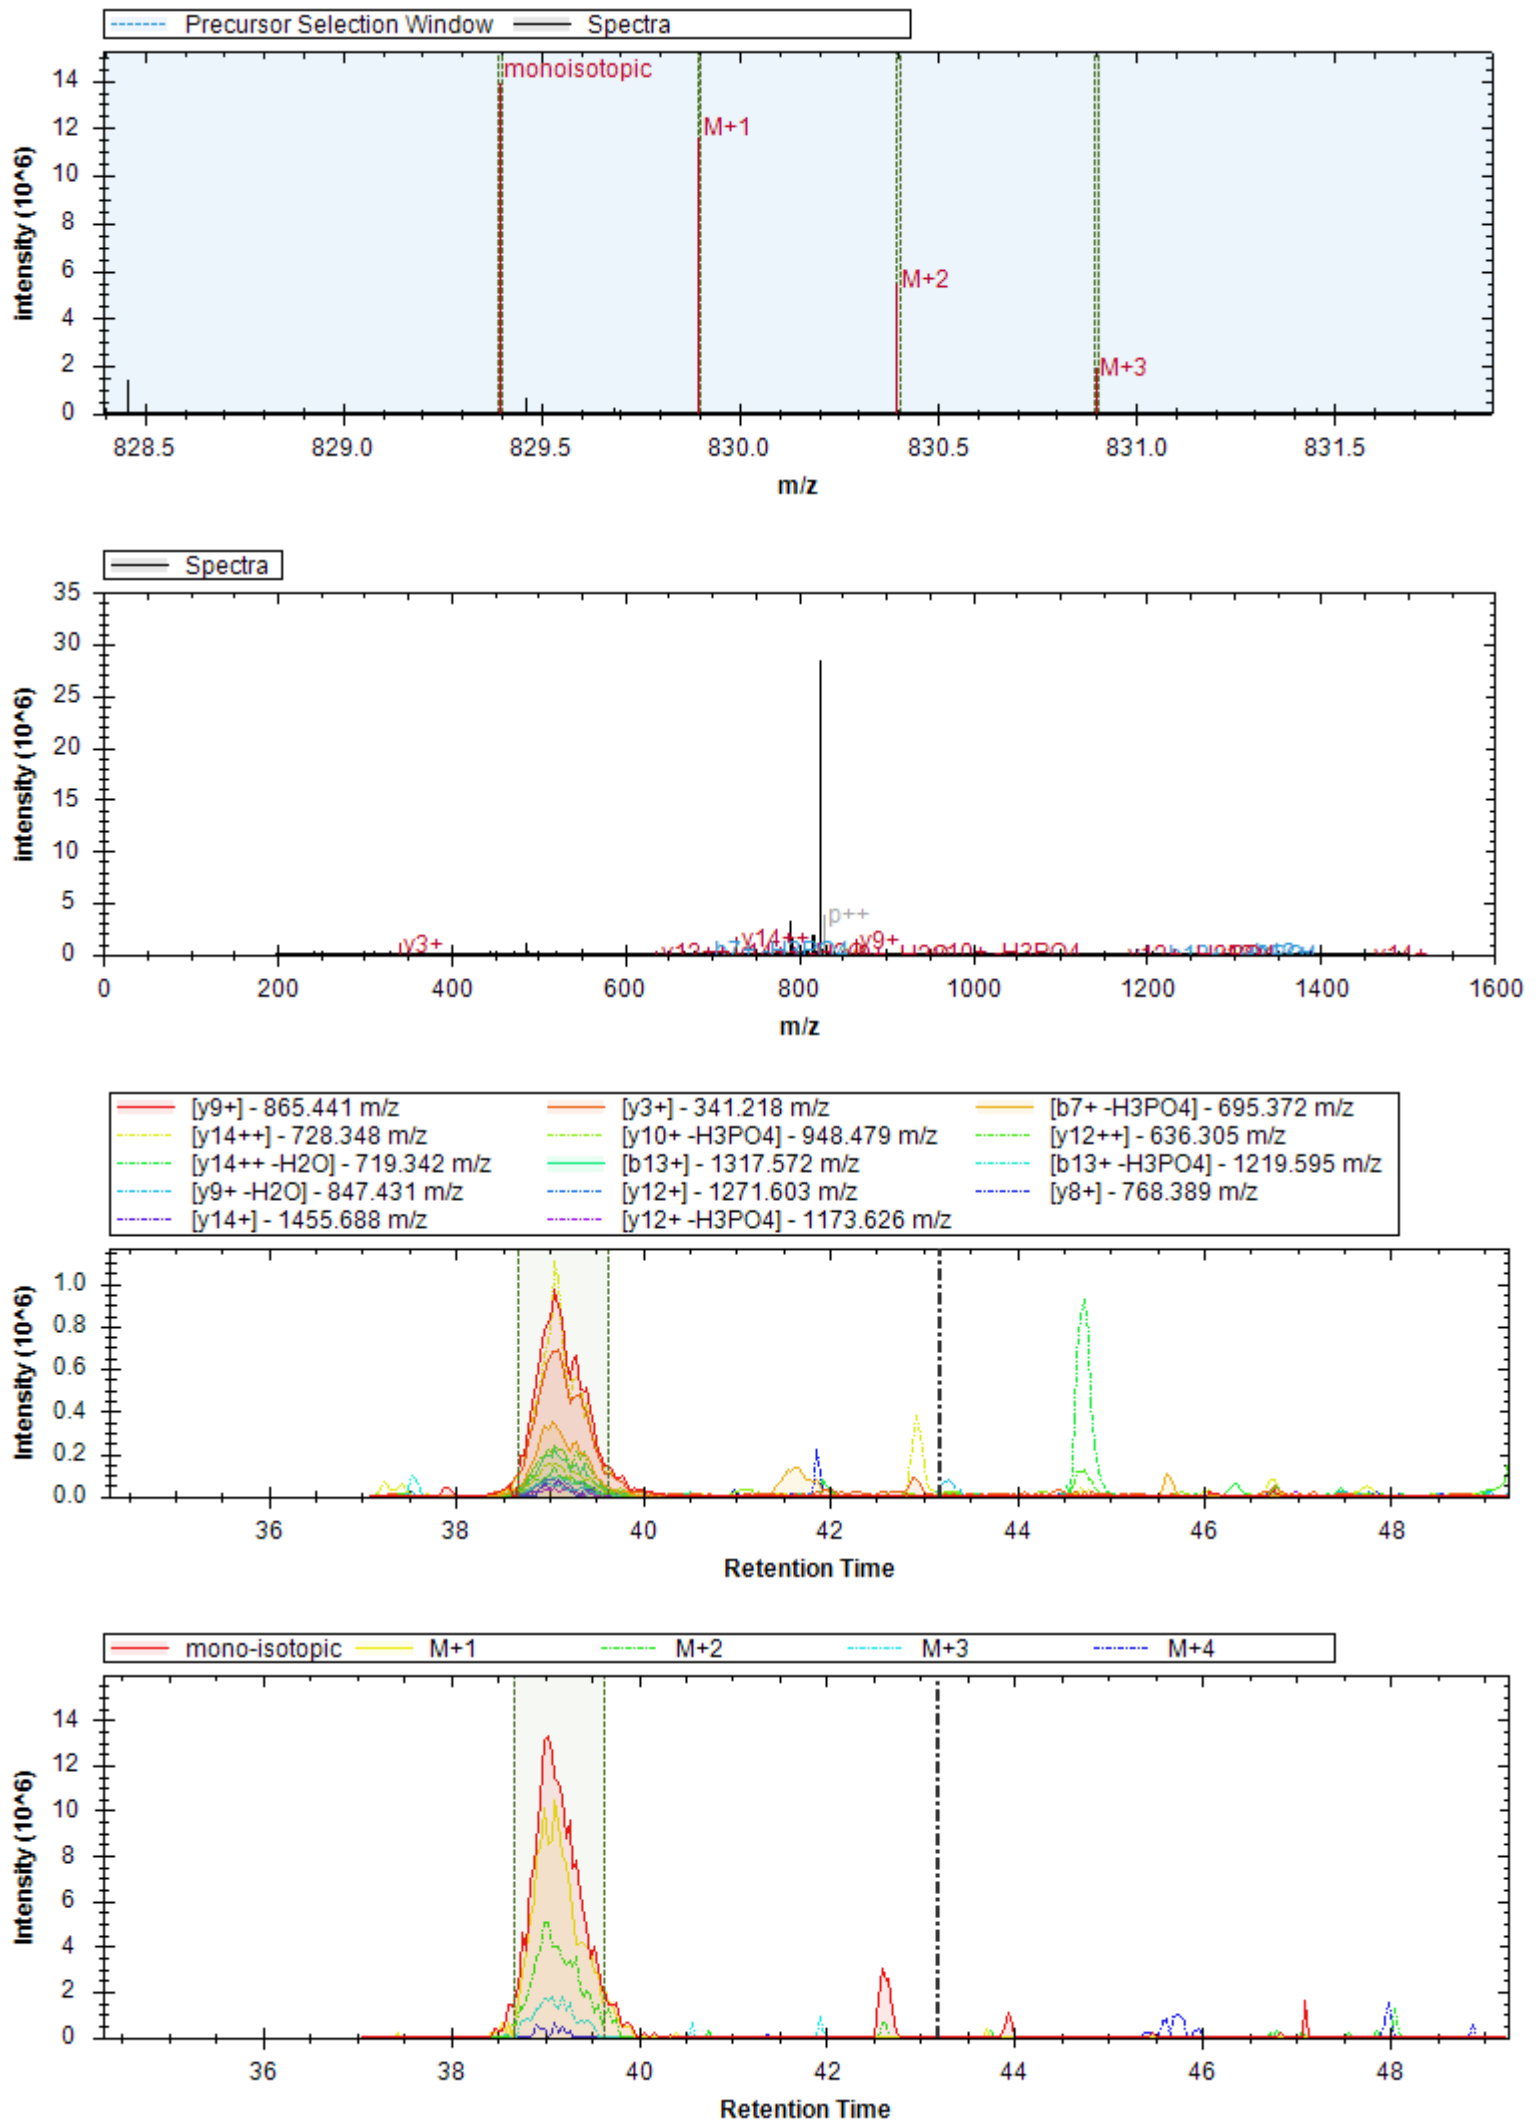 Precursor Selection Window Spectra
monoisotopic
M+1
M+2
M+3
intensity (10^6)
14
12
10
8
6
4
2
0
828.5 829.0 829.5 830.0 830.5 831.0 831.5
m/z
Spectra
intensity (10^6)
35
30
25
20
15
10
5
0
p++
y3+ y14++ y9+ y14+
0 200 400 600 800 1000 1200 1400 1600
m/z
[y9+] - 865.441 m/z [y3+] - 341.218 m/z [b7+ -H3PO4] - 695.372 m/z
[y14++] - 728.348 m/z [y10+ -H3PO4] - 948.479 m/z [y12++] - 636.305 m/z
[y14++ -H2O] - 719.342 m/z [b13+] - 1317.572 m/z [b13+ -H3PO4] - 1219.595 m/z
[y9+ -H2O] - 847.431 m/z [y12+] - 1271.603 m/z [y8+] - 768.389 m/z
[y14+] - 1455.688 m/z [y12+ -H3PO4] - 1173.626 m/z
Intensity (10^6)
1.0
0.8
0.6
0.4
0.2
0.0
36 38 40 42 44 46 48
Retention Time
mono-isotopic M+1 M+2 M+3 M+4
Intensity (10^6)
14
12
10
8
6
4
2
0
36 38 40 42 44 46 48
Retention Time